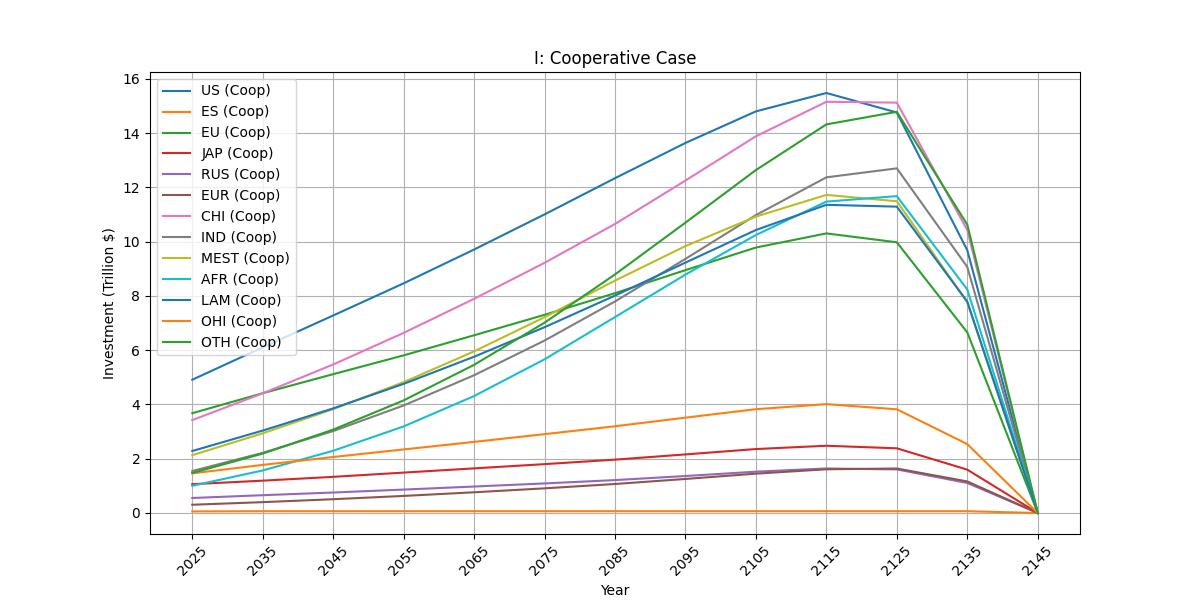 I: Cooperative Case
Investment (Trillion $)
16
14
12
10
8
6
4
2
0
US (Coop)
ES (Coop)
EU (Coop)
JAP (Coop)
RUS (Coop)
EUR (Coop)
CHI (Coop)
IND (Coop)
MEST (Coop)
AFR (Coop)
LAM (Coop)
OHI (Coop)
OTH (Coop)
2025 2035 2045 2055 2065 2075 2085 2095 2105 2115 2125 2135 2145
Year